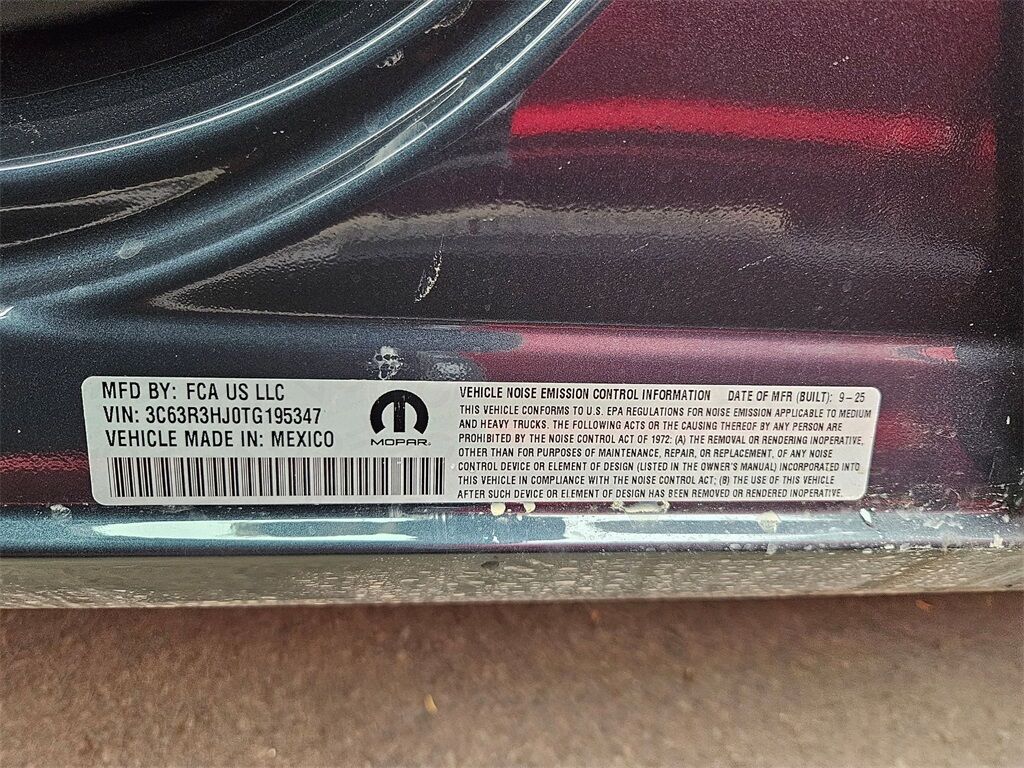 MFD BY: FCA US LLC
VIN: 3C63R3HJ0TG195347
VEHICLE MADE IN: MEXICO
MOPAR
VEHICLE NOISE EMISSION CONTROL INFORMATION DATE OF MFR (BUILT): 9-25
THIS VEHICLE CONFORMS TO U.S. EPA REGULATIONS FOR NOISE EMISSION APPLICABLE TO MEDIUM
AND HEAVY TRUCKS. THE FOLLOWING ACTS OR THE CAUSING THEREOF BY ANY PERSON ARE
PROHIBITED BY THE NOISE CONTROL ACT OF 1972: (A) THE REMOVAL OR RENDERING INOPERATIVE,
OTHER THAN FOR PURPOSES OF MAINTENANCE, REPAIR, OR REPLACEMENT, OF ANY NOISE
CONTROL DEVICE OR ELEMENT OF DESIGN (LISTED IN THE OWNER'S MANUAL) INCORPORATED INTO
THIS VEHICLE IN COMPLIANCE WITH THE NOISE CONTROL ACT; (B) THE USE OF THIS VEHICLE
AFTER SUCH DEVICE OR ELEMENT OF DESIGN HAS BEEN REMOVED OR RENDERED INOPERATIVE.